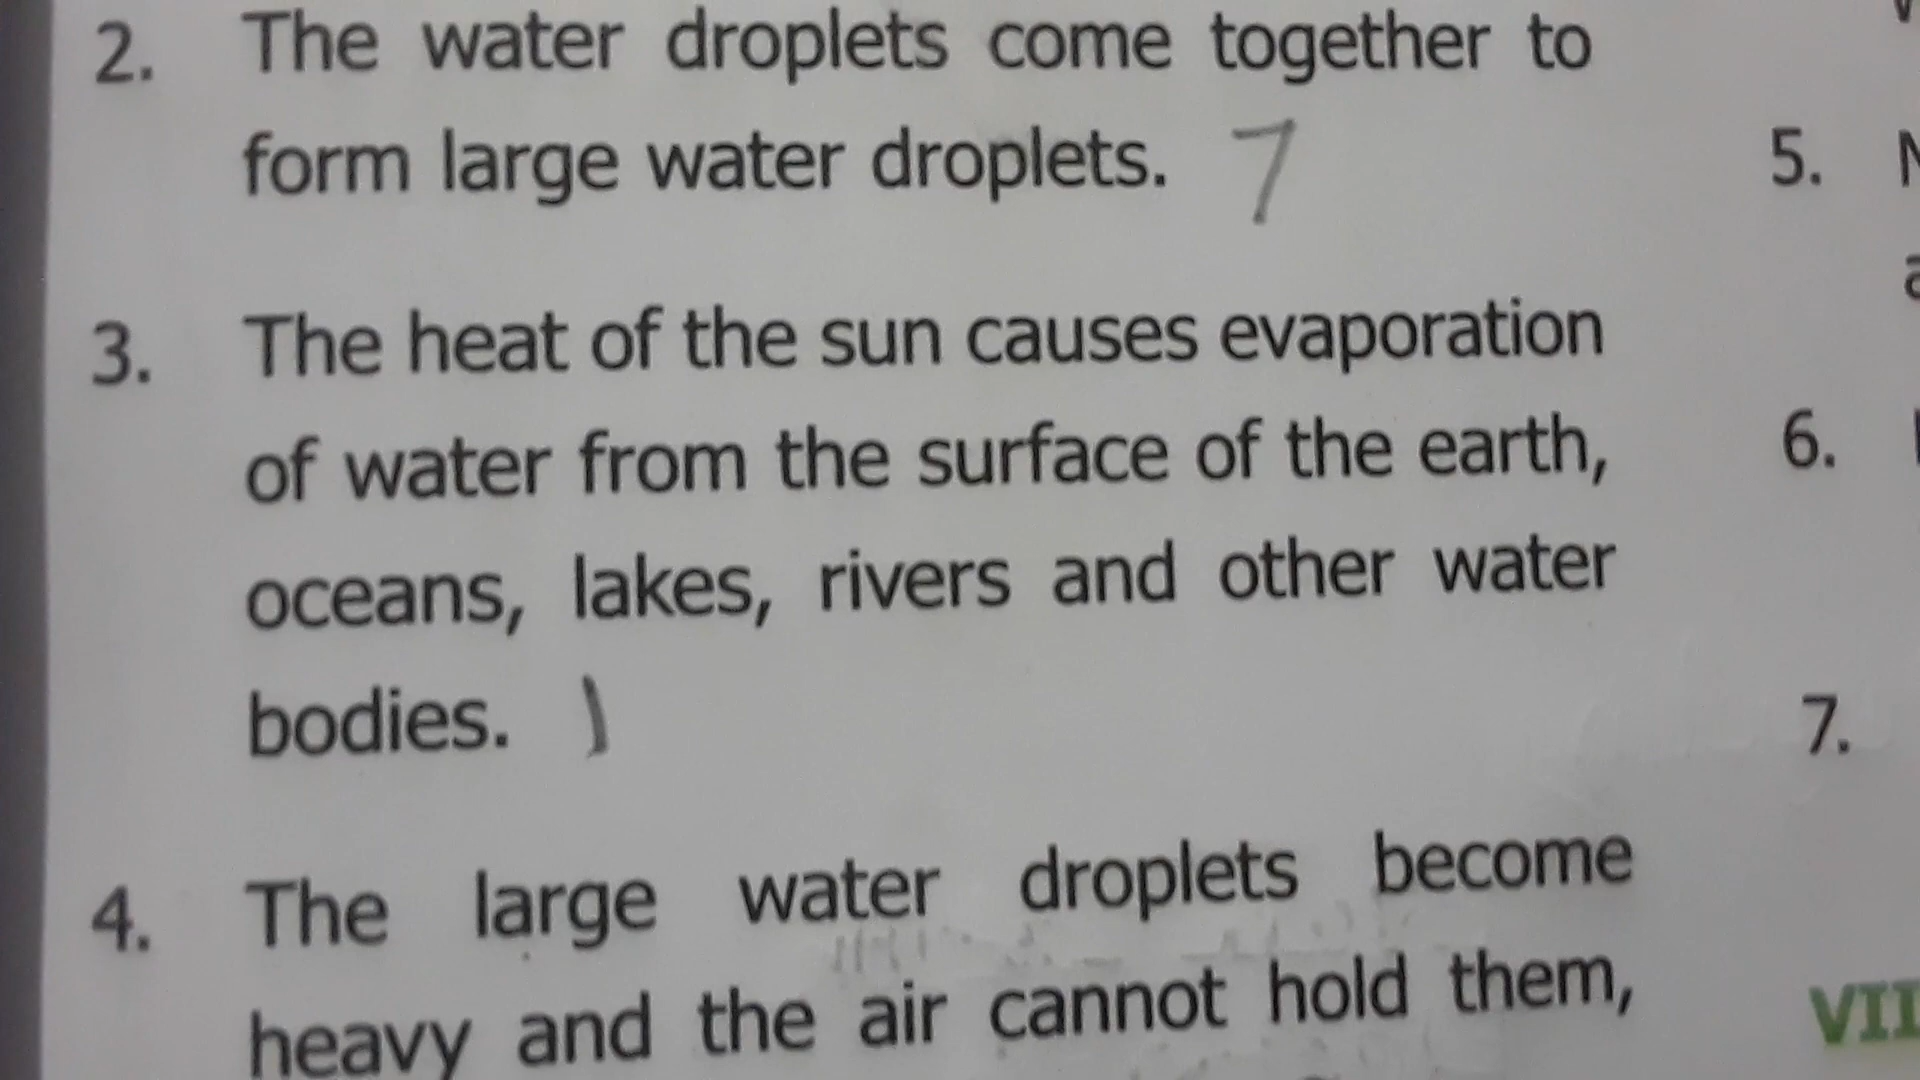 2. The water droplets come together to
form large water droplets. 7
3. The heat of the sun causes evaporation
of water from the surface of the earth,
oceans, lakes, rivers and other water
bodies. 1
4. The large water droplets become
heavy and the air cannot hold them,
5.
6.
7.
VII